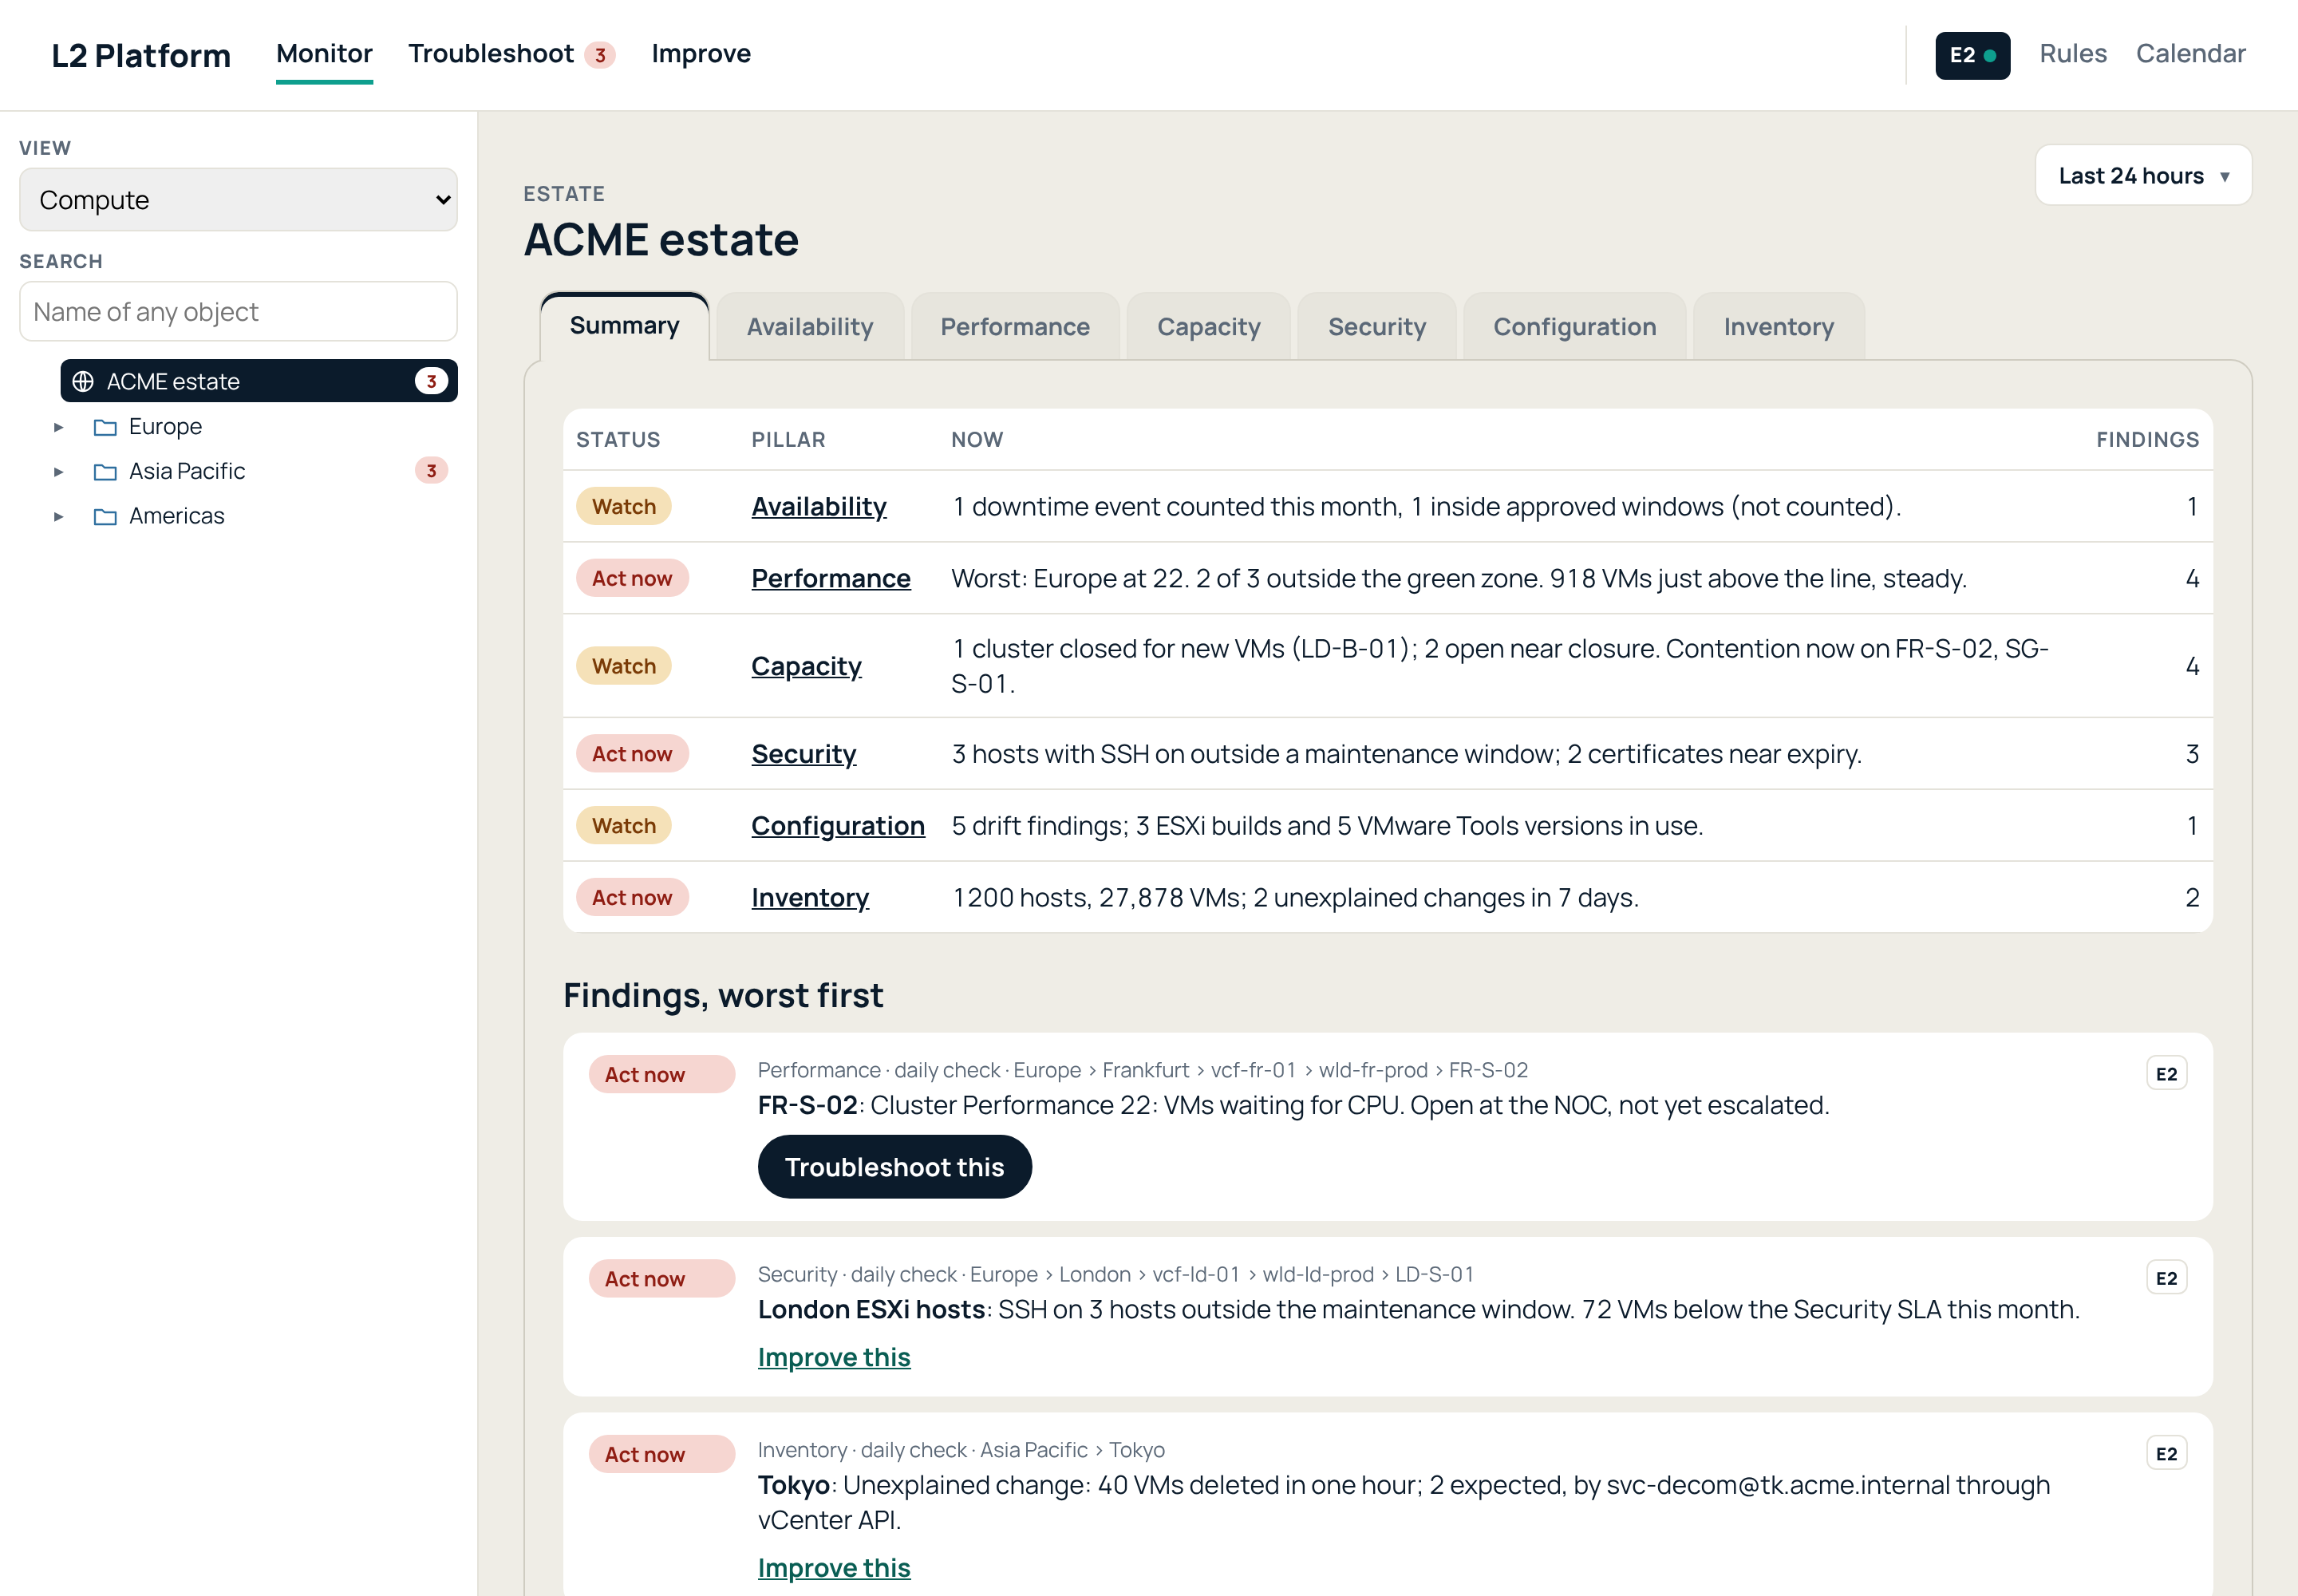 L2 Platform
Monitor
Troubleshoot 3
Improve
E2
Rules
Calendar
VIEW
Compute
SEARCH
Name of any object
ACME estate 3
Europe
Asia Pacific 3
Americas
Last 24 hours
ESTATE
ACME estate
Summary
Availability
Performance
Capacity
Security
Configuration
Inventory
STATUS PILLAR NOW FINDINGS
Watch Availability 1 downtime event counted this month, 1 inside approved windows (not counted). 1
Act now Performance Worst: Europe at 22. 2 of 3 outside the green zone. 918 VMs just above the line, steady. 4
Watch Capacity 1 cluster closed for new VMs (LD-B-01); 2 open near closure. Contention now on FR-S-02, SG-
S-01. 4
Act now Security 3 hosts with SSH on outside a maintenance window; 2 certificates near expiry. 3
Watch Configuration 5 drift findings; 3 ESXi builds and 5 VMware Tools versions in use. 1
Act now Inventory 1200 hosts, 27,878 VMs; 2 unexplained changes in 7 days. 2
Findings, worst first
Act now Performance · daily check · Europe › Frankfurt › vcf-fr-01 › wld-fr-prod › FR-S-02 E2
FR-S-02: Cluster Performance 22: VMs waiting for CPU. Open at the NOC, not yet escalated.
Troubleshoot this
Act now Security · daily check · Europe › London › vcf-ld-01 › wld-ld-prod › LD-S-01 E2
London ESXi hosts: SSH on 3 hosts outside the maintenance window. 72 VMs below the Security SLA this month.
Improve this
Act now Inventory · daily check · Asia Pacific › Tokyo E2
Tokyo: Unexplained change: 40 VMs deleted in one hour; 2 expected, by svc-decom@tk.acme.internal through
vCenter API.
Improve this